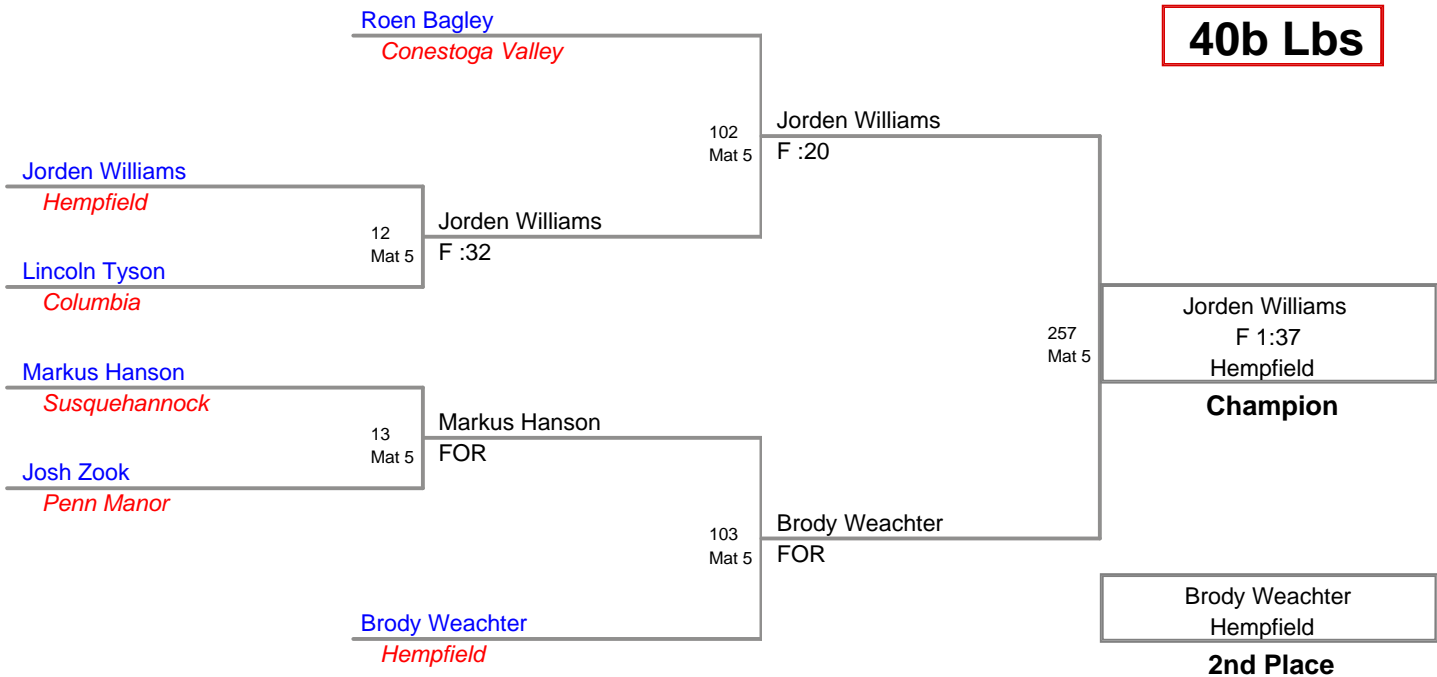 Roen Bagley
Conestoga Valley
40b Lbs
102
Mat 5
Jorden Williams
F :20
Jorden Williams
Hempfield
12
Mat 5
Jorden Williams
F :32
Lincoln Tyson
Columbia
257
Mat 5
Jorden Williams
F 1:37
Hempfield
Champion
Markus Hanson
Susquehannock
13
Mat 5
Markus Hanson
FOR
Josh Zook
Penn Manor
103
Mat 5
Brody Weachter
FOR
Brody Weachter
Hempfield
Brody Weachter
Hempfield
2nd Place